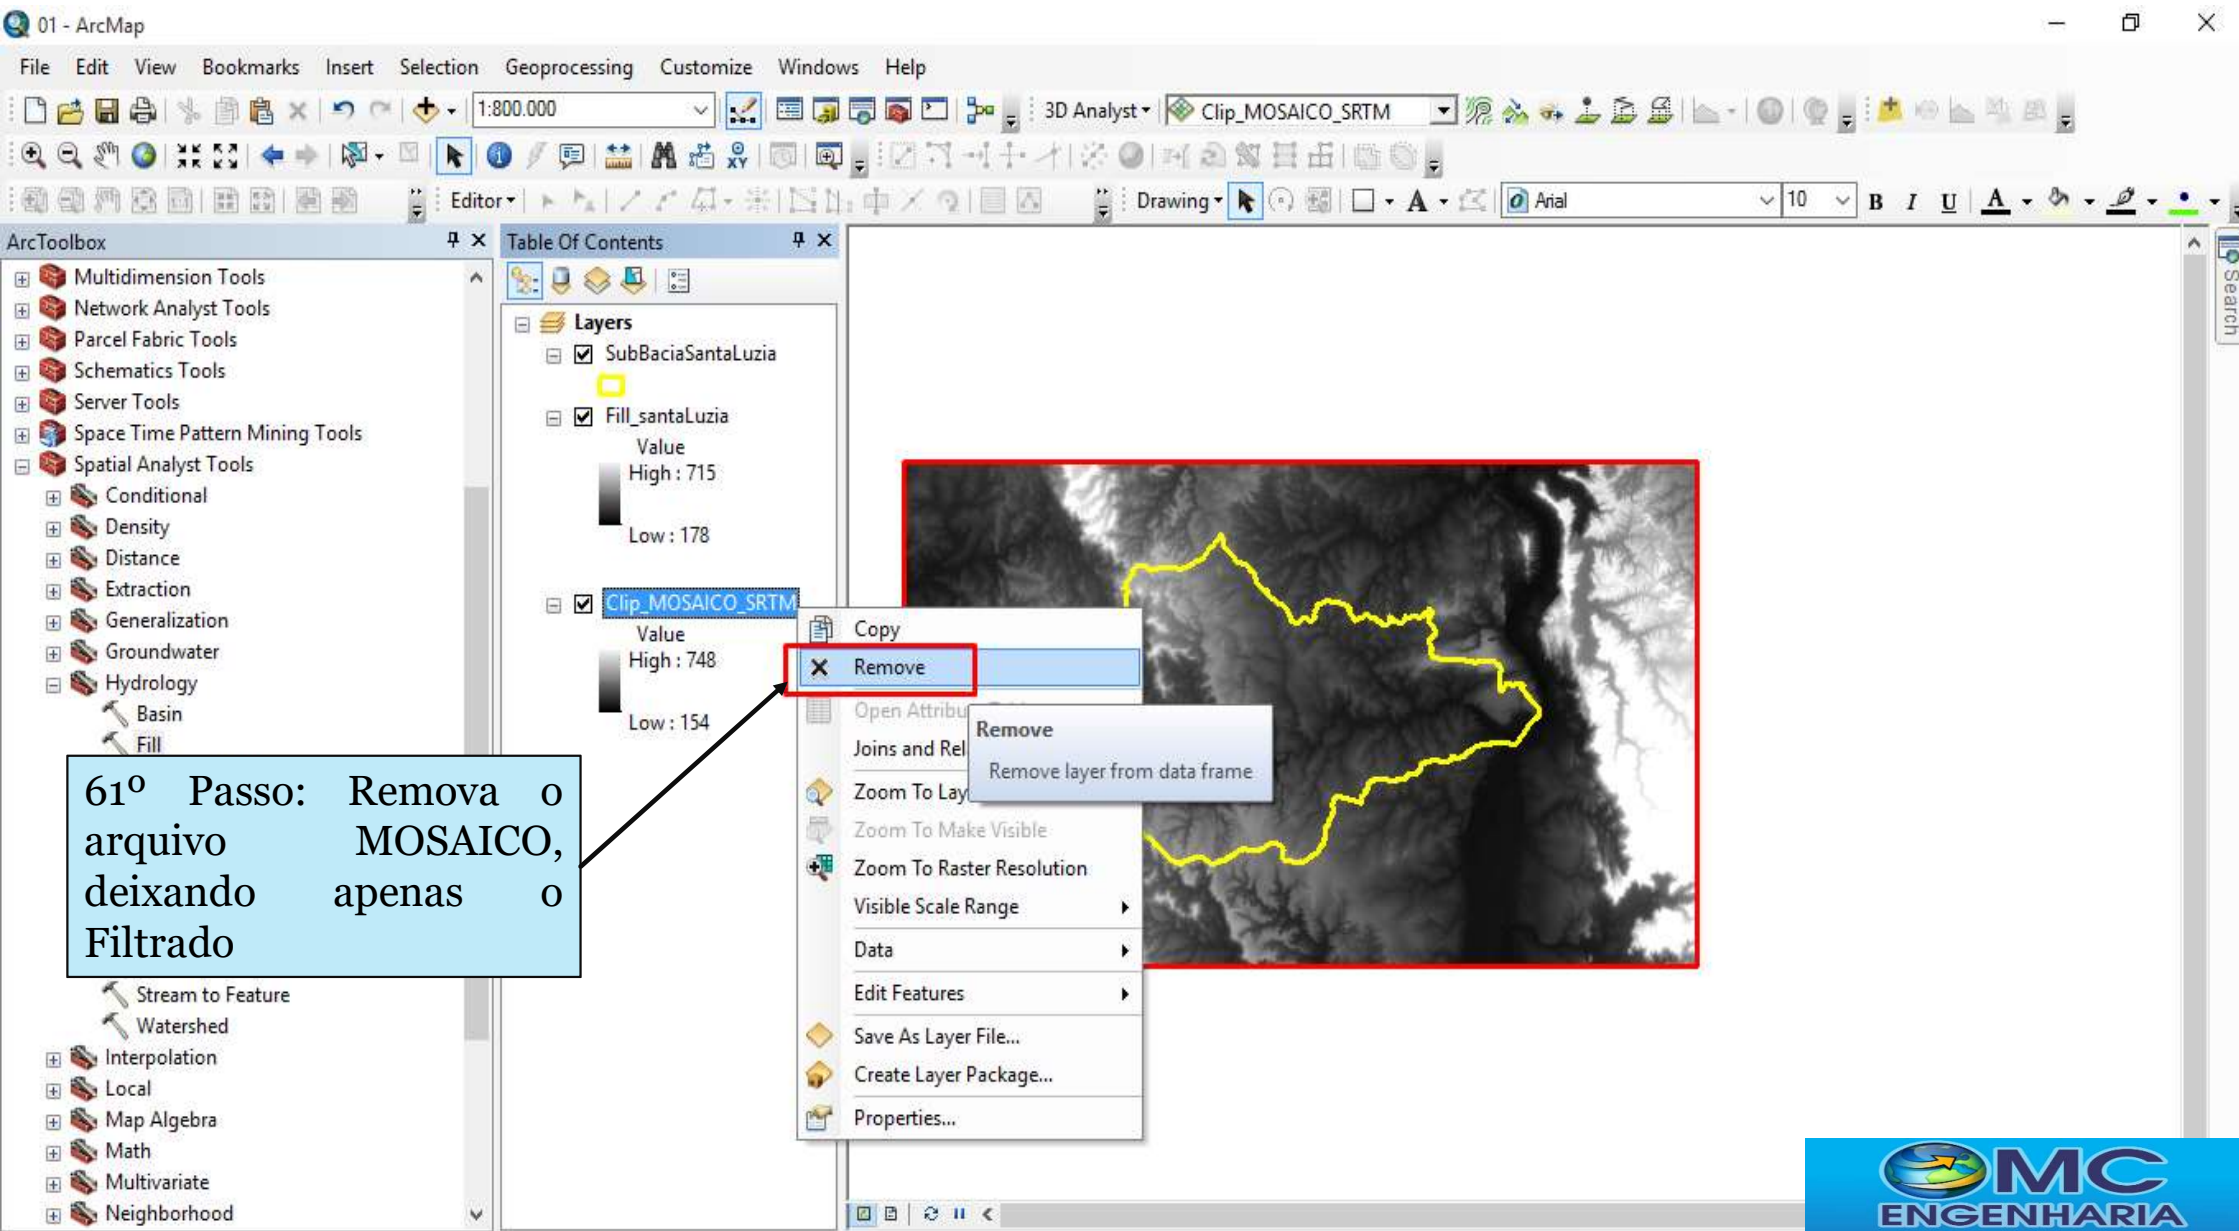 01 - ArcMap
File Edit View Bookmarks Insert Selection Geoprocessing Customize Windows Help
1:800.000 3D Analyst Clip_MOSAICO_SRTM
Editor Drawing A Arial 10 B I U A
ArcToolbox
Multidimension Tools
Network Analyst Tools
Parcel Fabric Tools
Schematics Tools
Server Tools
Space Time Pattern Mining Tools
Spatial Analyst Tools
Conditional
Density
Distance
Extraction
Generalization
Groundwater
Hydrology
Basin
Fill
Stream to Feature
Watershed
Interpolation
Local
Map Algebra
Math
Multivariate
Neighborhood
61º Passo: Remova o
arquivo MOSAICO,
deixando apenas o
Filtrado
Table Of Contents
Layers
SubBaciaSantaLuzia
Fill_santaLuzia
Value
High : 715
Low : 178
Clip_MOSAICO_SRTM
Value
High : 748
Low : 154
Copy
Remove
Open Attribu
Joins and Rel
Zoom To Lay
Zoom To Make Visible
Zoom To Raster Resolution
Visible Scale Range
Data
Edit Features
Save As Layer File...
Create Layer Package...
Properties...
Remove
Remove layer from data frame
Search
MC
ENGENHARIA